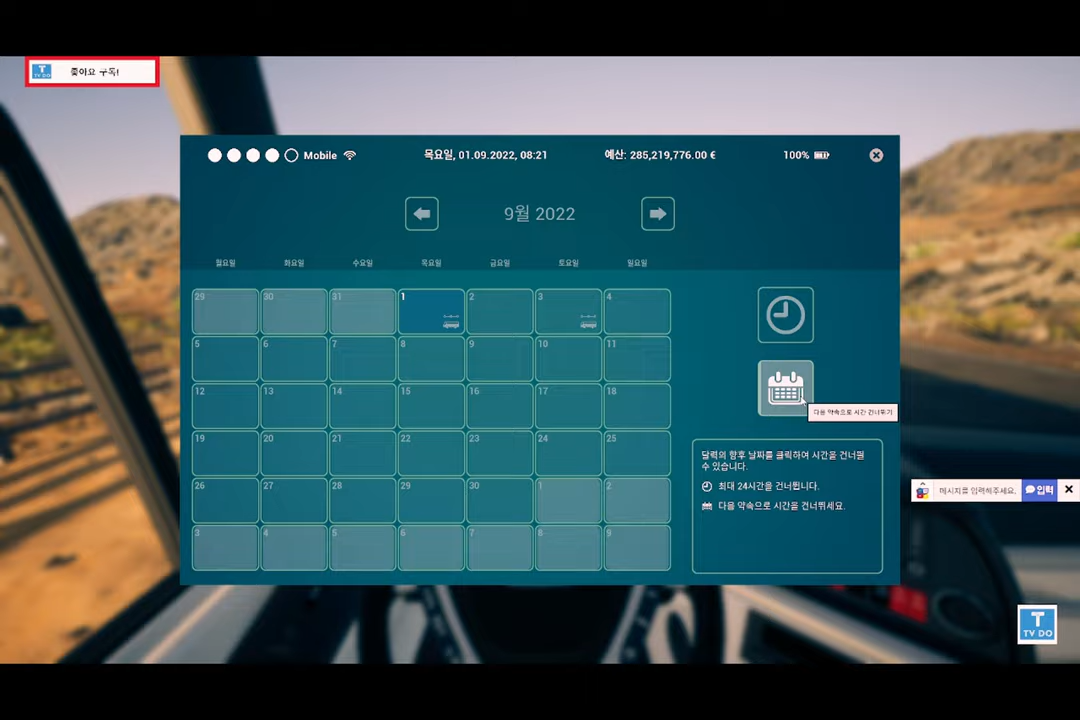 T
TV DO
좋아요 구독!
Mobile
목요일, 01.09.2022, 08:21
예산: 285,219,776.00 €
100%
9월 2022
월요일 화요일 수요일 목요일 금요일 토요일 일요일
29 30 31 1 2 3 4
5 6 7 8 9 10 11
12 13 14 15 16 17 18
19 20 21 22 23 24 25
26 27 28 29 30 1 2
3 4 5 6 7 8 9
다음 약속으로 시간 건너뛰기
달력의 향후 날짜를 클릭하여 시간을 건너뛸
수 있습니다.
최대 24시간을 건너뜁니다.
다음 약속으로 시간을 건너뛰세요.
메시지를 입력해주세요.
입력
T
TV DO